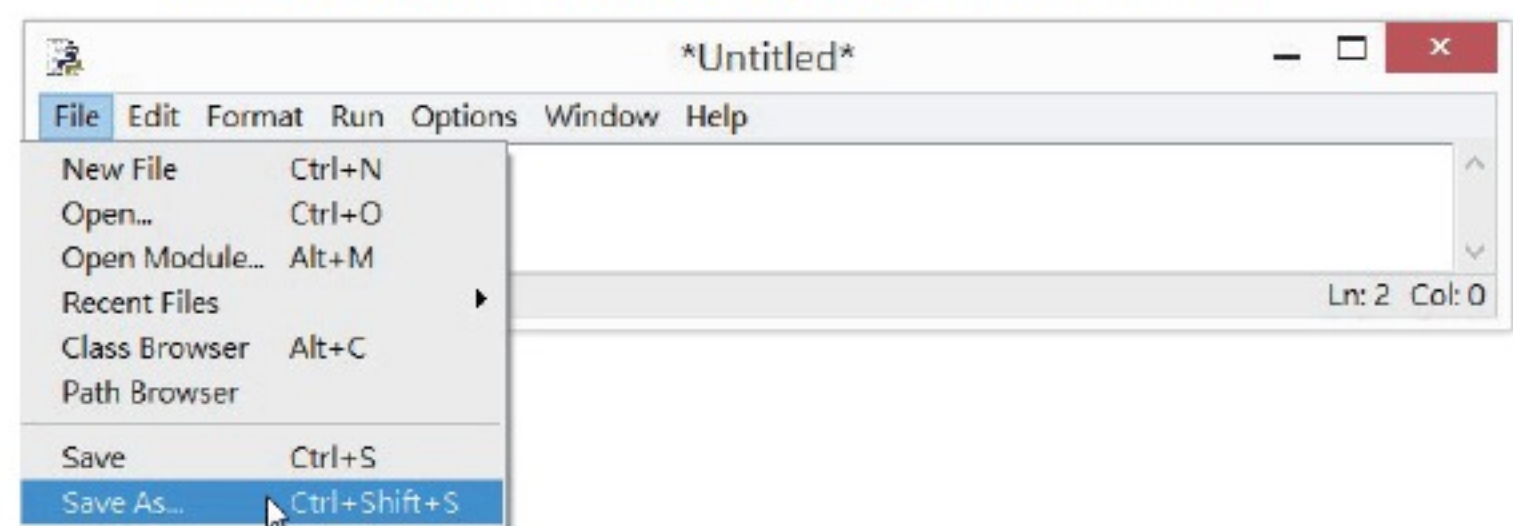 *Untitled*
File Edit Format Run Options Window Help
New File Ctrl+N
Open... Ctrl+O
Open Module... Alt+M
Recent Files
Class Browser Alt+C
Path Browser
Save Ctrl+S
Save As... Ctrl+Shift+S
Ln: 2 Col: 0